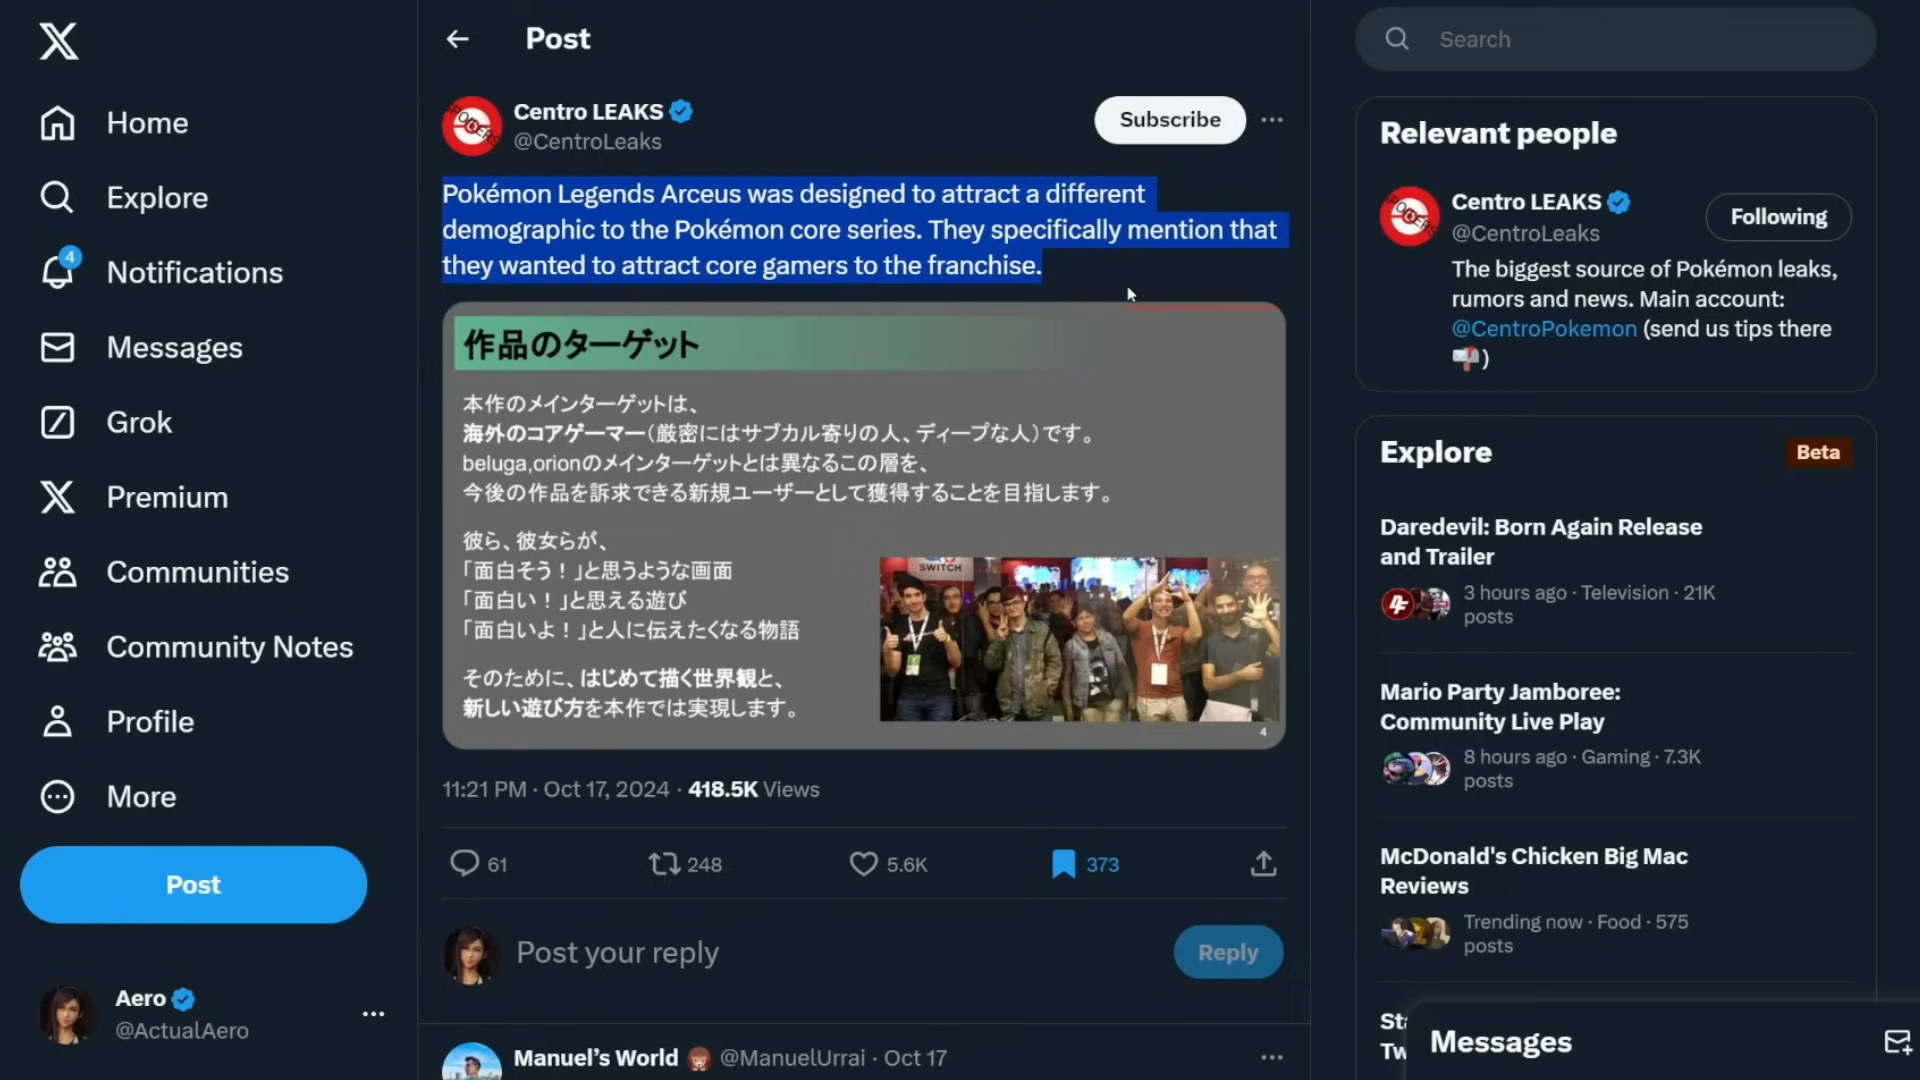 Home
Explore
4
Notifications
Messages
Grok
Premium
Communities
Community Notes
Profile
More
Post
Aero
@ActualAero
Post
Centro LEAKS
@CentroLeaks
Subscribe
Pokémon Legends Arceus was designed to attract a different
demographic to the Pokémon core series. They specifically mention that
they wanted to attract core gamers to the franchise.
作品のターゲット
本作のメインターゲットは、
海外のコアゲーマー(厳密にはサブカル寄りの人、ディープな人)です。
beluga,orionのメインターゲットとは異なるこの層を、
今後の作品を訴求できる新規ユーザーとして獲得することを目指します。
彼ら、彼女らが、
「面白そう!」と思うような画面
「面白い!」と思える遊び
「面白いよ!」と人に伝えたくなる物語
そのために、はじめて描く世界観と、
新しい遊び方を本作では実現します。
SWITCH
4
11:21 PM · Oct 17, 2024 · 418.5K Views
61
248
5.6K
373
Post your reply
Reply
Manuel’s World @ManuelUrrai · Oct 17
Search
Relevant people
Centro LEAKS
@CentroLeaks
Following
The biggest source of Pokémon leaks,
rumors and news. Main account:
@CentroPokemon (send us tips there
)
Explore
Beta
Daredevil: Born Again Release
and Trailer
3 hours ago · Television · 21K
posts
Mario Party Jamboree:
Community Live Play
8 hours ago · Gaming · 7.3K
posts
McDonald's Chicken Big Mac
Reviews
Trending now · Food · 575
posts
Messages